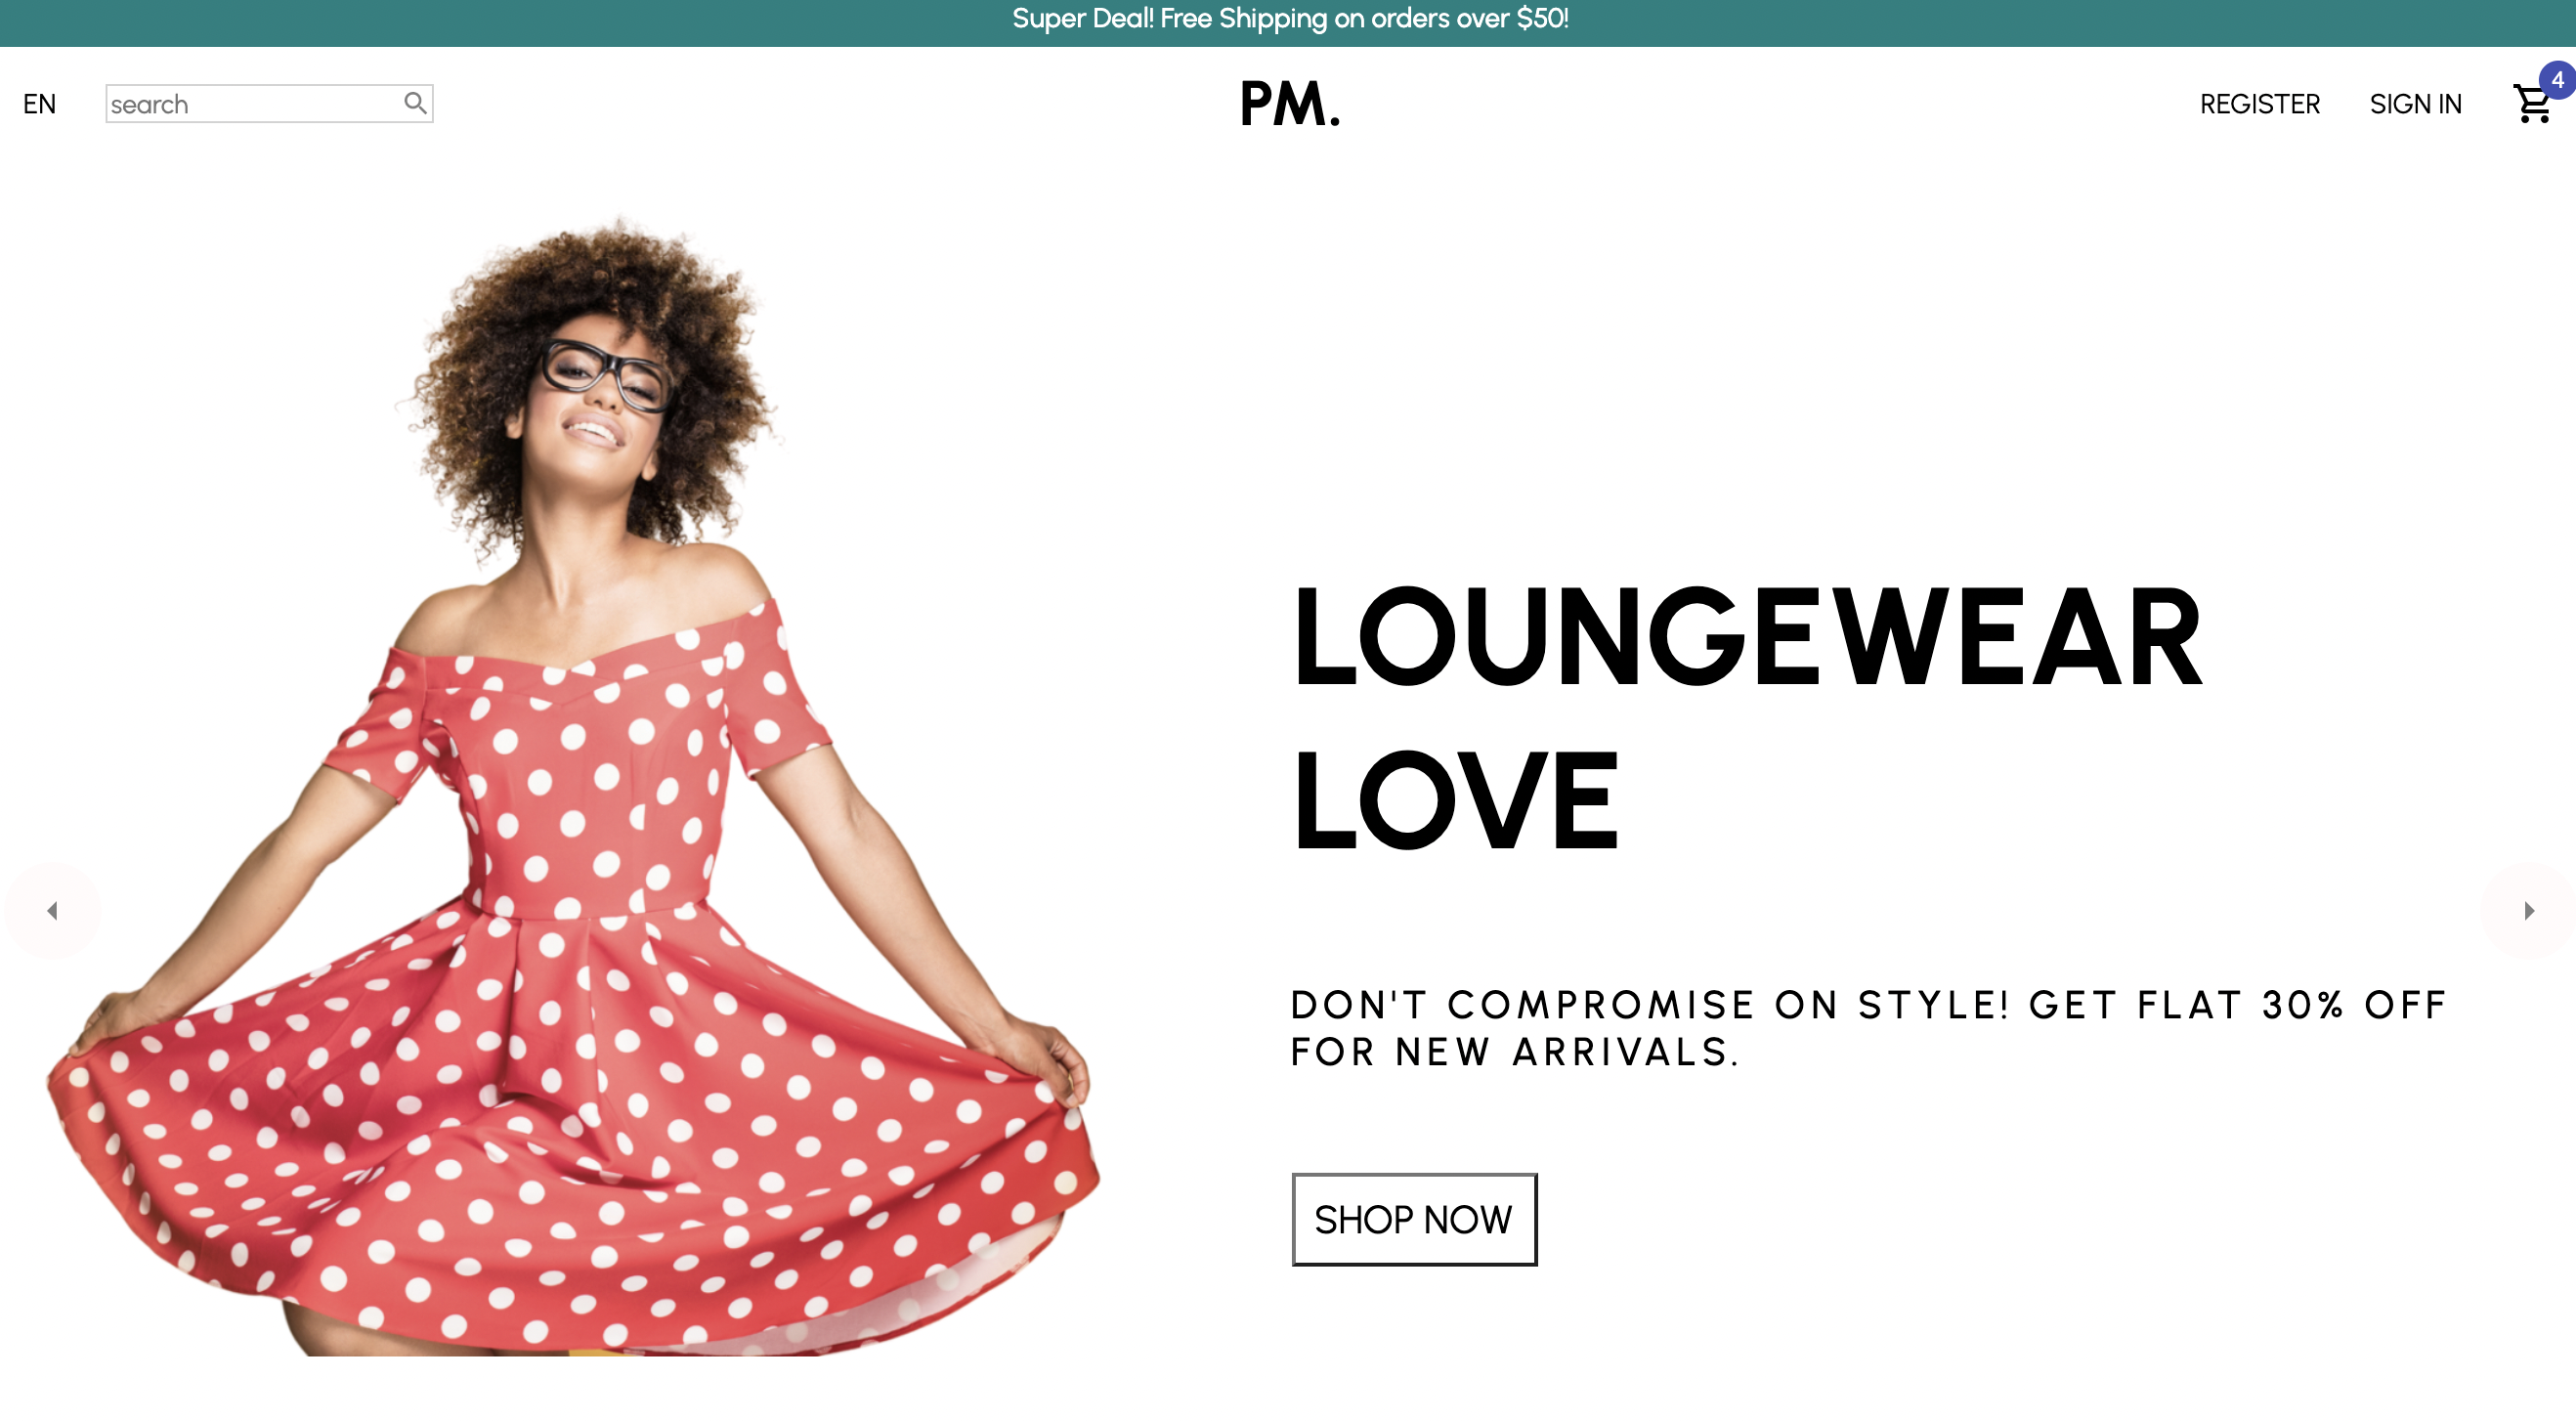 Super Deal! Free Shipping on orders over $50!
EN
search
PM.
REGISTER
SIGN IN
4
LOUNGEWEAR
LOVE
DON'T COMPROMISE ON STYLE! GET FLAT 30% OFF
FOR NEW ARRIVALS.
SHOP NOW